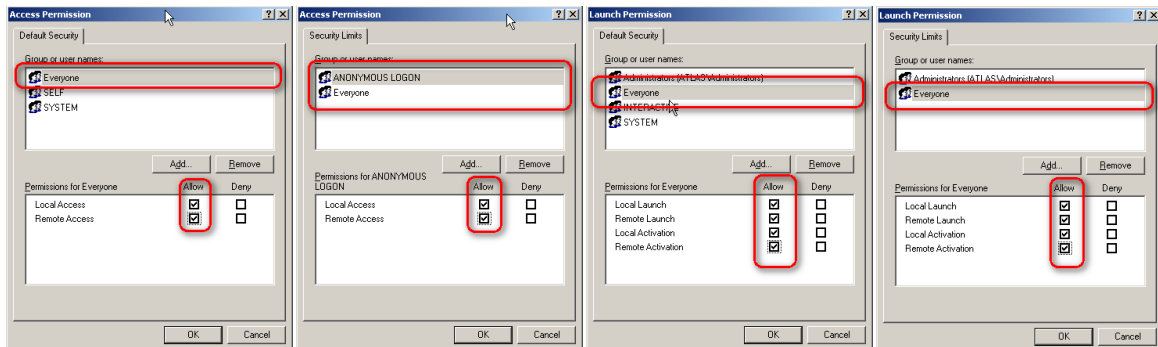 Access Permission
Default Security
Group or user names:
Everyone
SELF
SYSTEM
Add... Remove
Permissions for Everyone Allow Deny
Local Access
Remote Access
OK Cancel
Access Permission
Security Limits
Group or user names:
ANONYMOUS LOGON
Everyone
Add... Remove
Permissions for ANONYMOUS
LOGON Allow Deny
Local Access
Remote Access
OK Cancel
Launch Permission
Default Security
Group or user names:
Administrators (ATLAS\Administrators)
Everyone
INTERACTIVE
SYSTEM
Add... Remove
Permissions for Everyone Allow Deny
Local Launch
Remote Launch
Local Activation
Remote Activation
OK Cancel
Launch Permission
Security Limits
Group or user names:
Administrators (ATLAS\Administrators)
Everyone
Add... Remove
Permissions for Everyone Allow Deny
Local Launch
Remote Launch
Local Activation
Remote Activation
OK Cancel